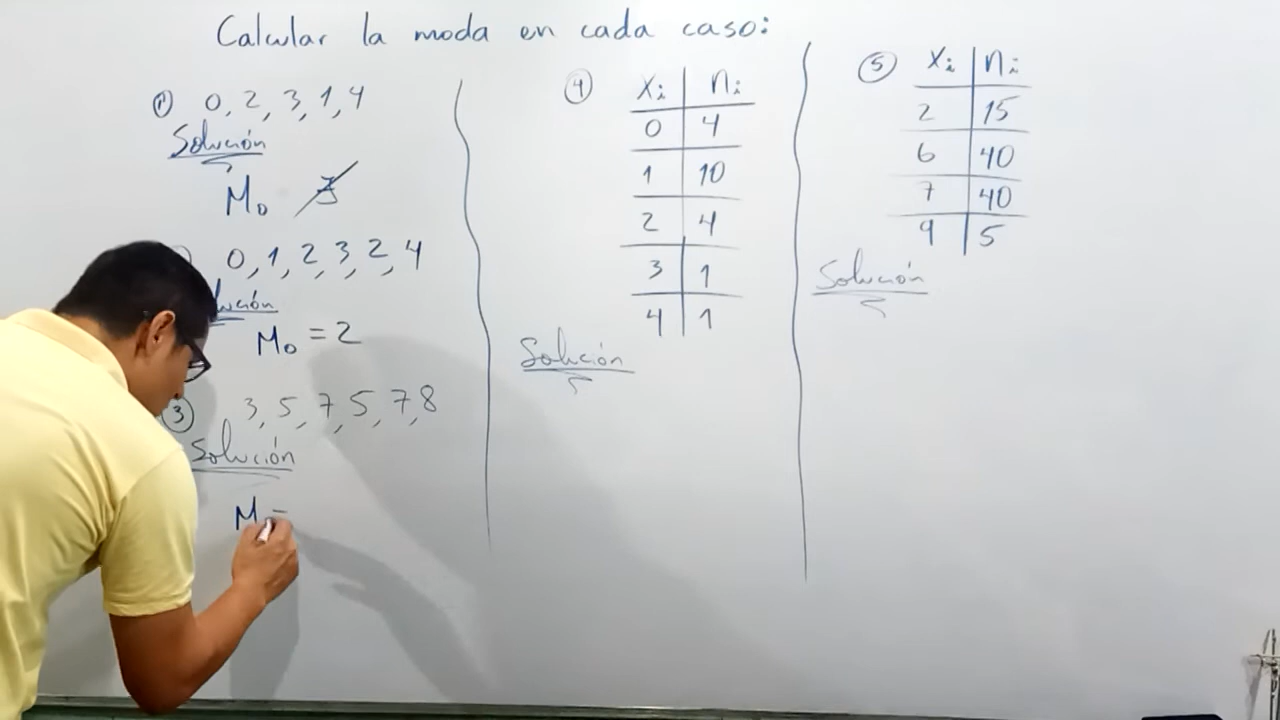 Calcular la moda en cada caso:
① 0, 2, 3, 1, 4
Solución
Mo ∄
0, 1, 2, 3, 2, 4
lución
Mo = 2
③ 3, 5, 7, 5, 7, 8
Solución
M =
④ Xi ni
0 4
1 10
2 4
3 1
4 1
Solución
⑤ Xi ni
2 15
6 40
7 40
9 5
Solución